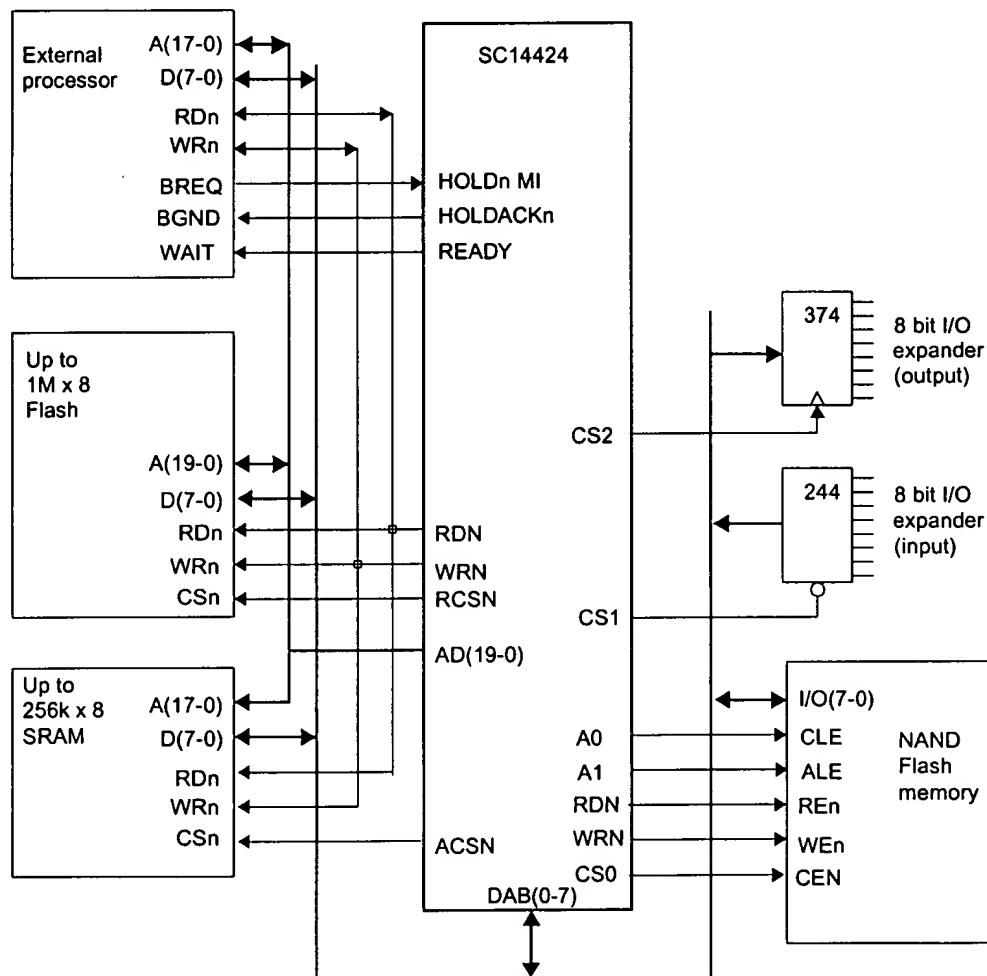 External
processor
A(17-0)
D(7-0)
RDn
WRn
BREQ
BGND
WAIT
Up to
1M x 8
Flash
A(19-0)
D(7-0)
RDn
WRn
CSn
Up to
256k x 8
SRAM
A(17-0)
D(7-0)
RDn
WRn
CSn
SC14424
HOLDn MI
HOLDACKn
READY
RDN
WRN
RCSN
AD(19-0)
ACSN
CS2
CS1
A0
A1
RDN
WRN
CS0
DAB(0-7)
374
8 bit I/O
expander
(output)
244
8 bit I/O
expander
(input)
I/O(7-0)
CLE
ALE
REn
WEn
CEN
NAND
Flash
memory